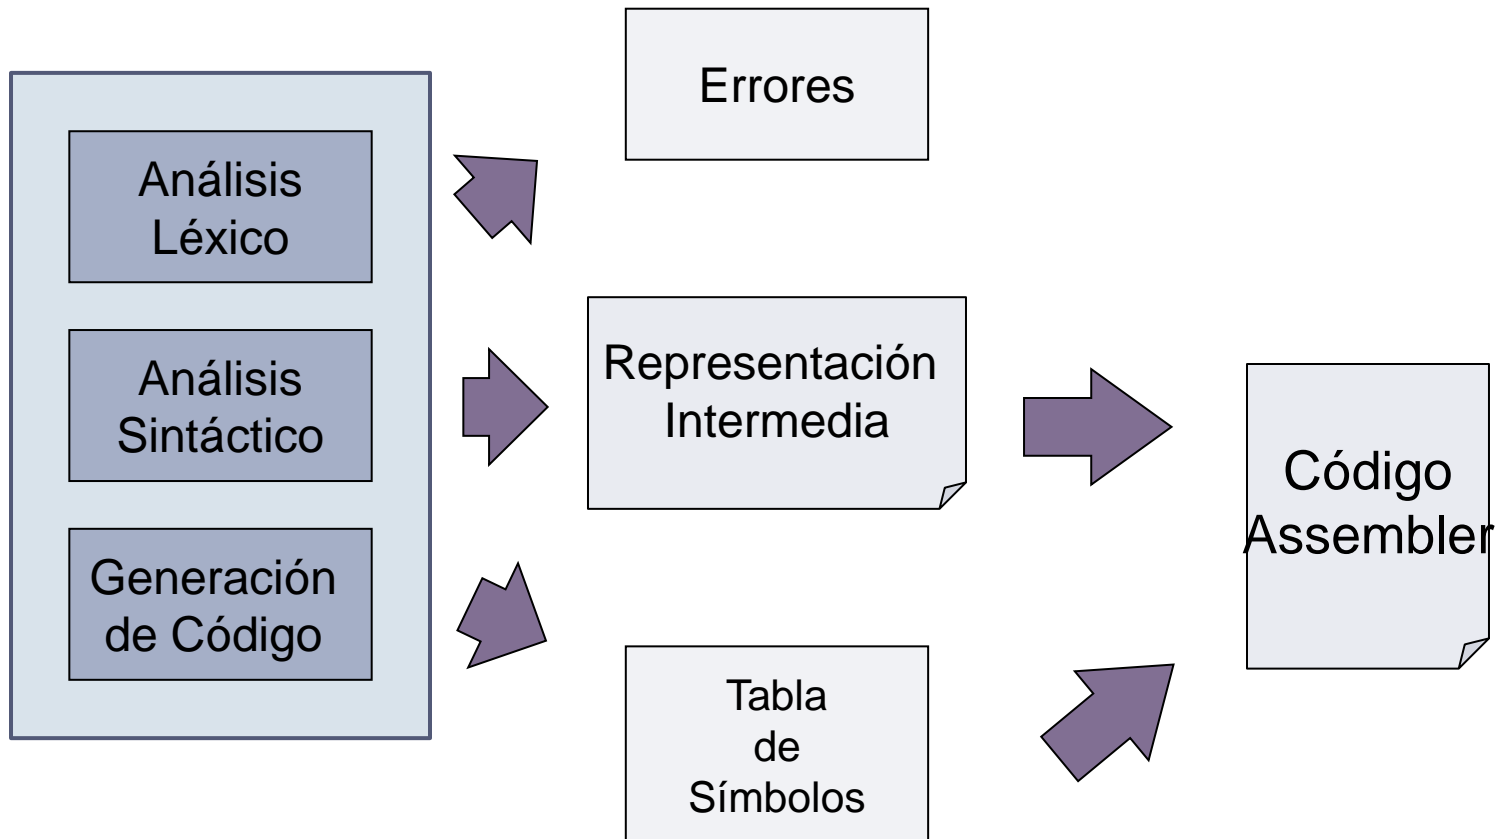 Errores
Análisis
Léxico
Análisis
Sintáctico
Generación
de Código
Representación
Intermedia
Tabla
de
Símbolos
Código
Assembler